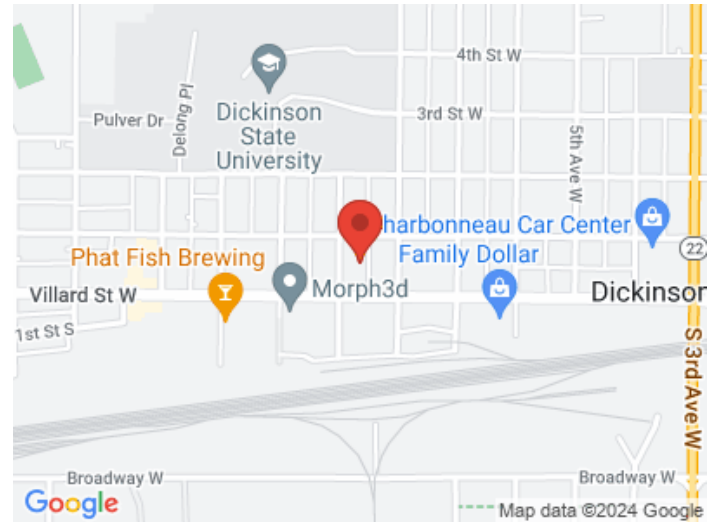 4th St W
3rd St W
Pulver Dr
Delong Pl
Dickinson
State
University
5th Ave W
harbonneau Car Center
Family Dollar
22
Phat Fish Brewing
Morph3d
Villard St W
Dickinson
1st St S
S 3rd Ave W
Broadway W
Broadway W
Google
Map data ©2024 Google